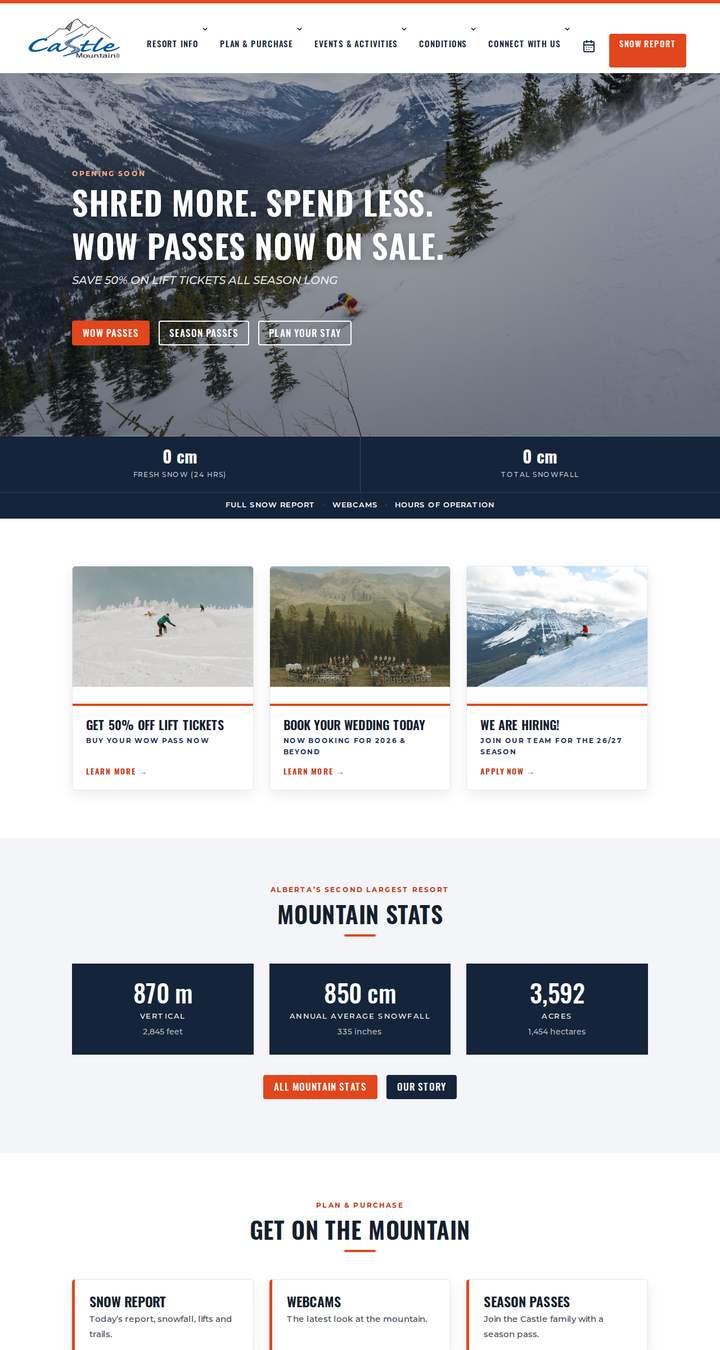 Castle
Mountain®
RESORT INFO
PLAN & PURCHASE
EVENTS & ACTIVITIES
CONDITIONS
CONNECT WITH US
SNOW REPORT
OPENING SOON
SHRED MORE. SPEND LESS.
WOW PASSES NOW ON SALE.
SAVE 50% ON LIFT TICKETS ALL SEASON LONG
WOW PASSES
SEASON PASSES
PLAN YOUR STAY
0 cm
FRESH SNOW (24 HRS)
0 cm
TOTAL SNOWFALL
FULL SNOW REPORT · WEBCAMS · HOURS OF OPERATION
GET 50% OFF LIFT TICKETS
BUY YOUR WOW PASS NOW
LEARN MORE →
BOOK YOUR WEDDING TODAY
NOW BOOKING FOR 2026 &
BEYOND
LEARN MORE →
WE ARE HIRING!
JOIN OUR TEAM FOR THE 26/27
SEASON
APPLY NOW →
ALBERTA'S SECOND LARGEST RESORT
MOUNTAIN STATS
870 m
VERTICAL
2,845 feet
850 cm
ANNUAL AVERAGE SNOWFALL
335 inches
3,592
ACRES
1,454 hectares
ALL MOUNTAIN STATS
OUR STORY
PLAN & PURCHASE
GET ON THE MOUNTAIN
SNOW REPORT
Today's report, snowfall, lifts and
trails.
WEBCAMS
The latest look at the mountain.
SEASON PASSES
Join the Castle family with a
season pass.